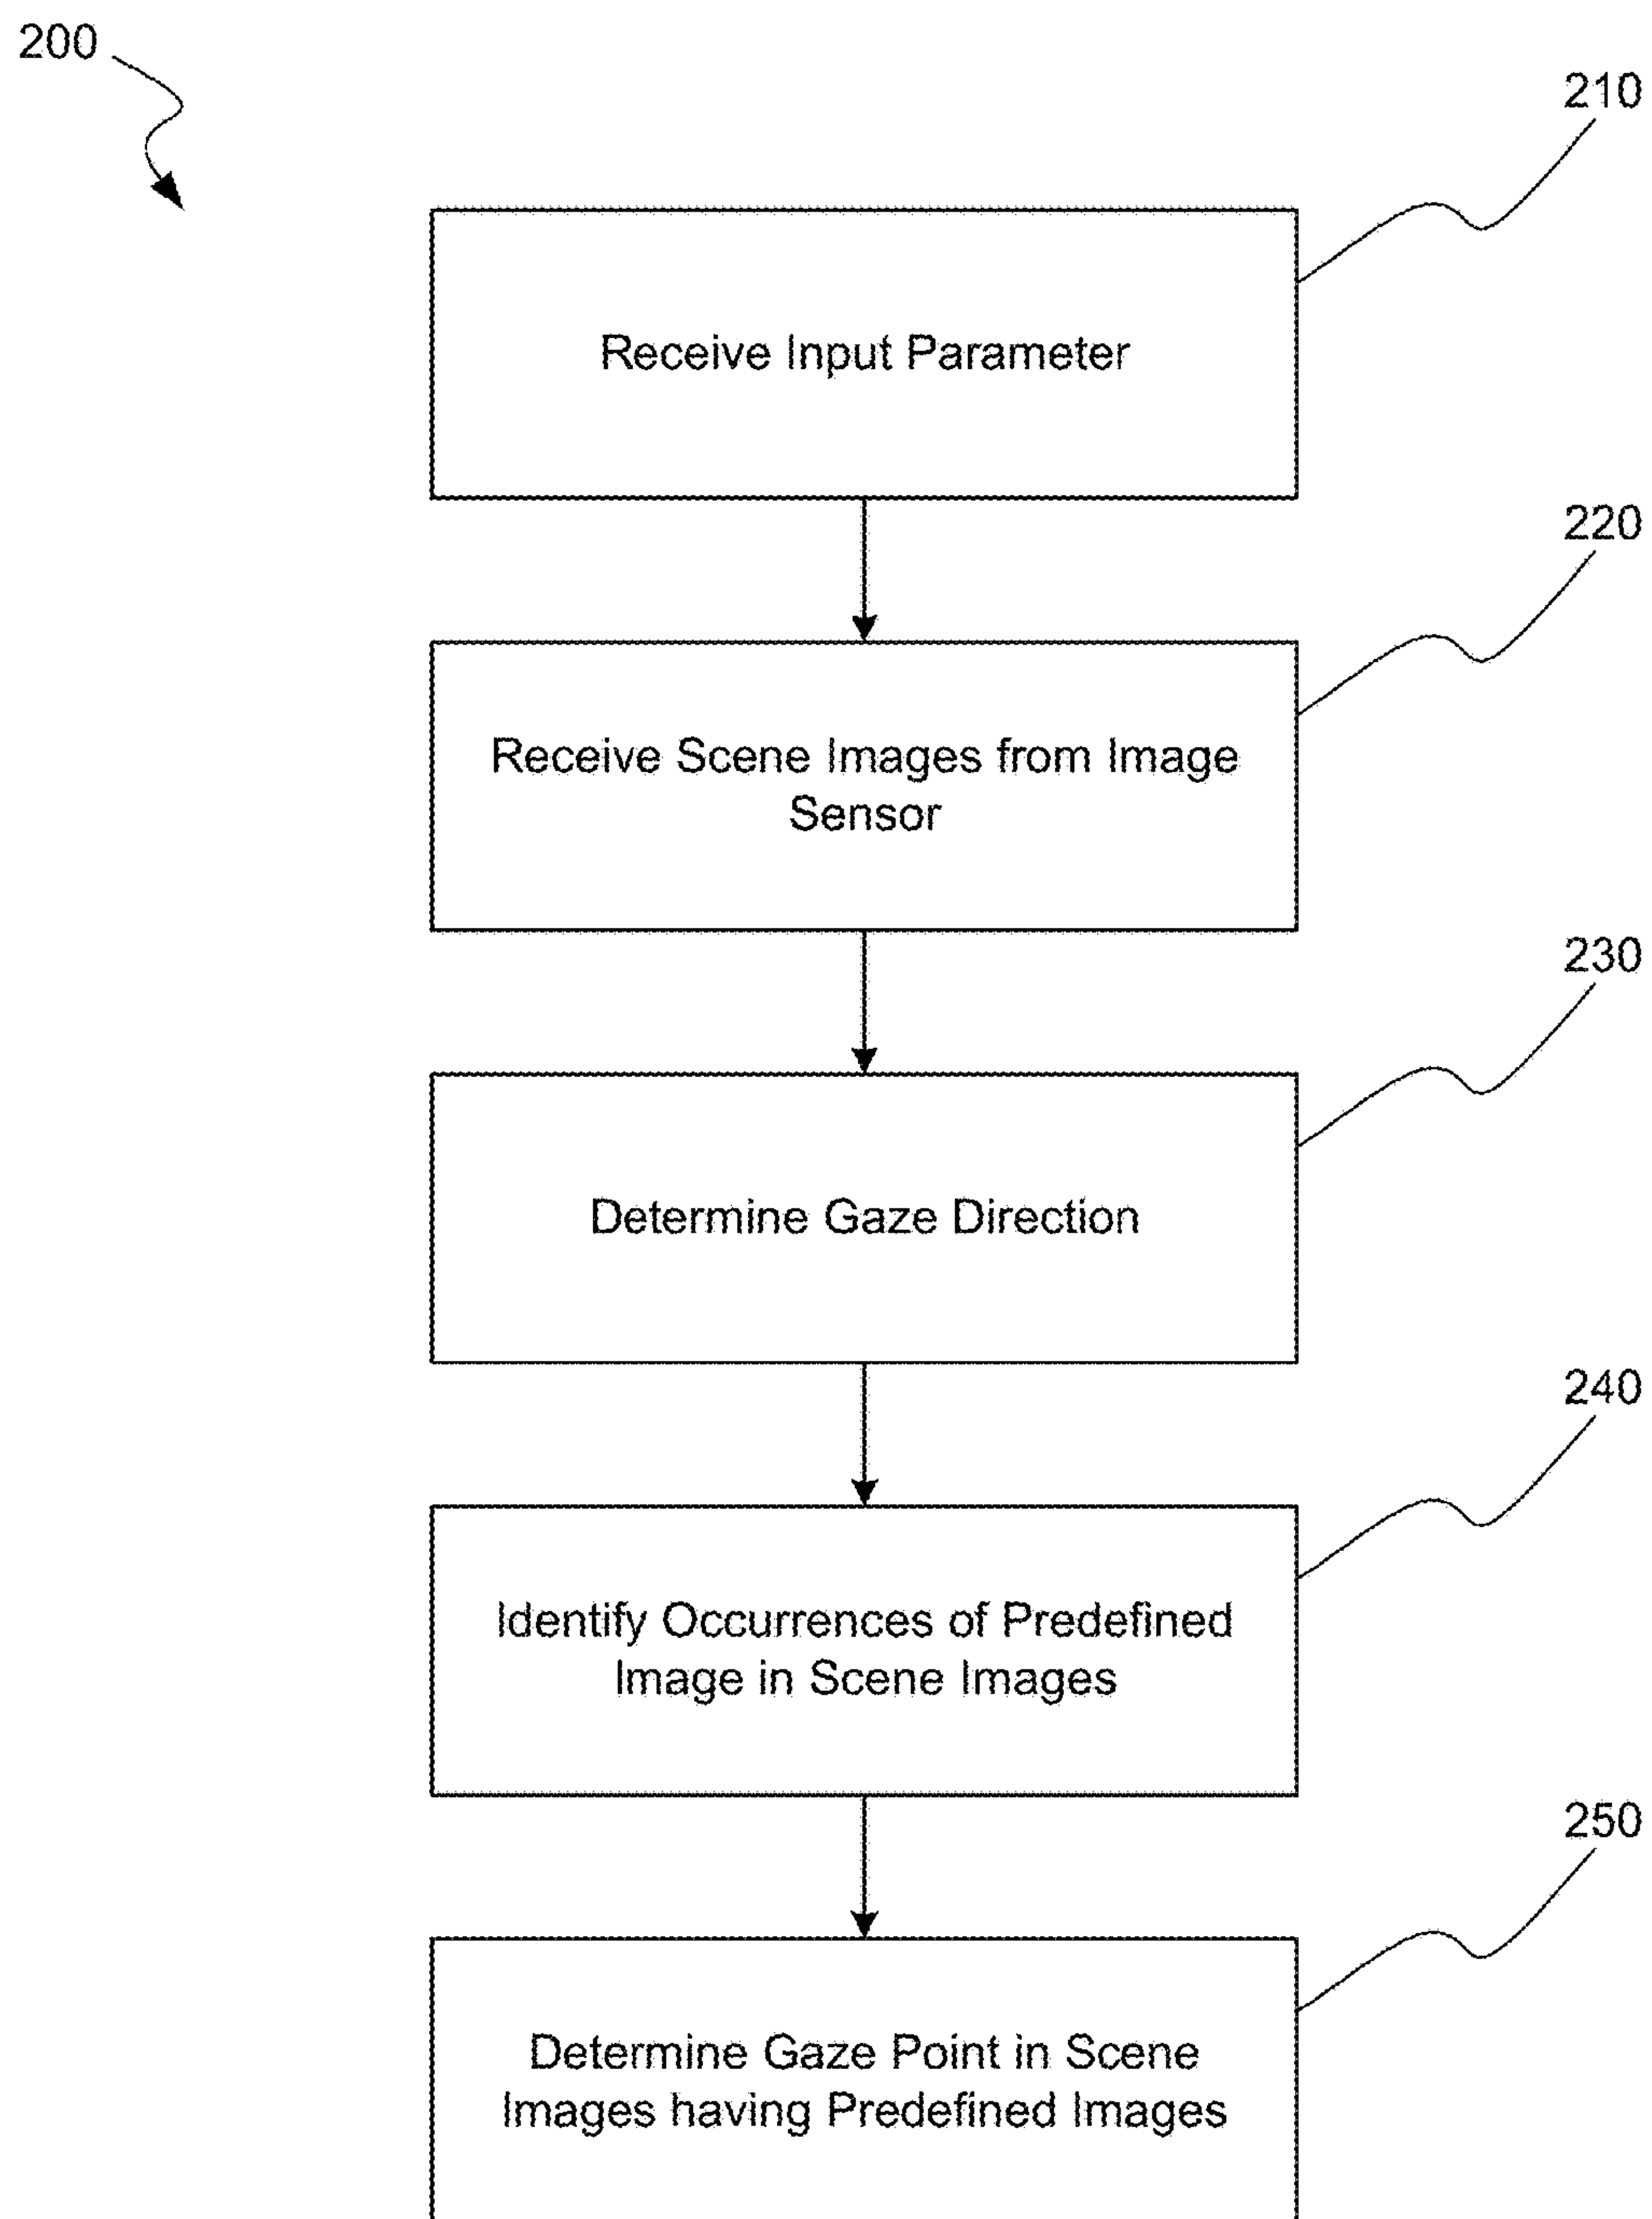 200
210
Receive Input Parameter
220
Receive Scene Images from Image
Sensor
230
Determine Gaze Direction
240
Identify Occurrences of Predefined
Image in Scene Images
250
Determine Gaze Point in Scene
Images having Predefined Images